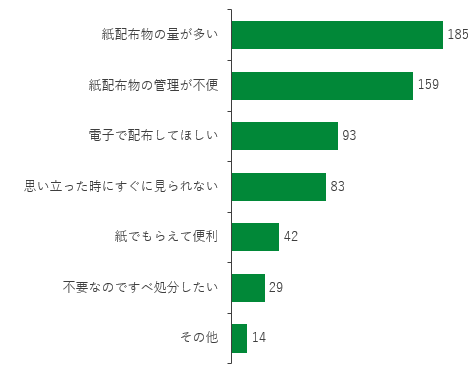 紙配布物の量が多い 185
紙配布物の管理が不便 159
電子で配布してほしい 93
思い立った時にすぐに見られない 83
紙でもらえて便利 42
不要なのですべ処分したい 29
その他 14